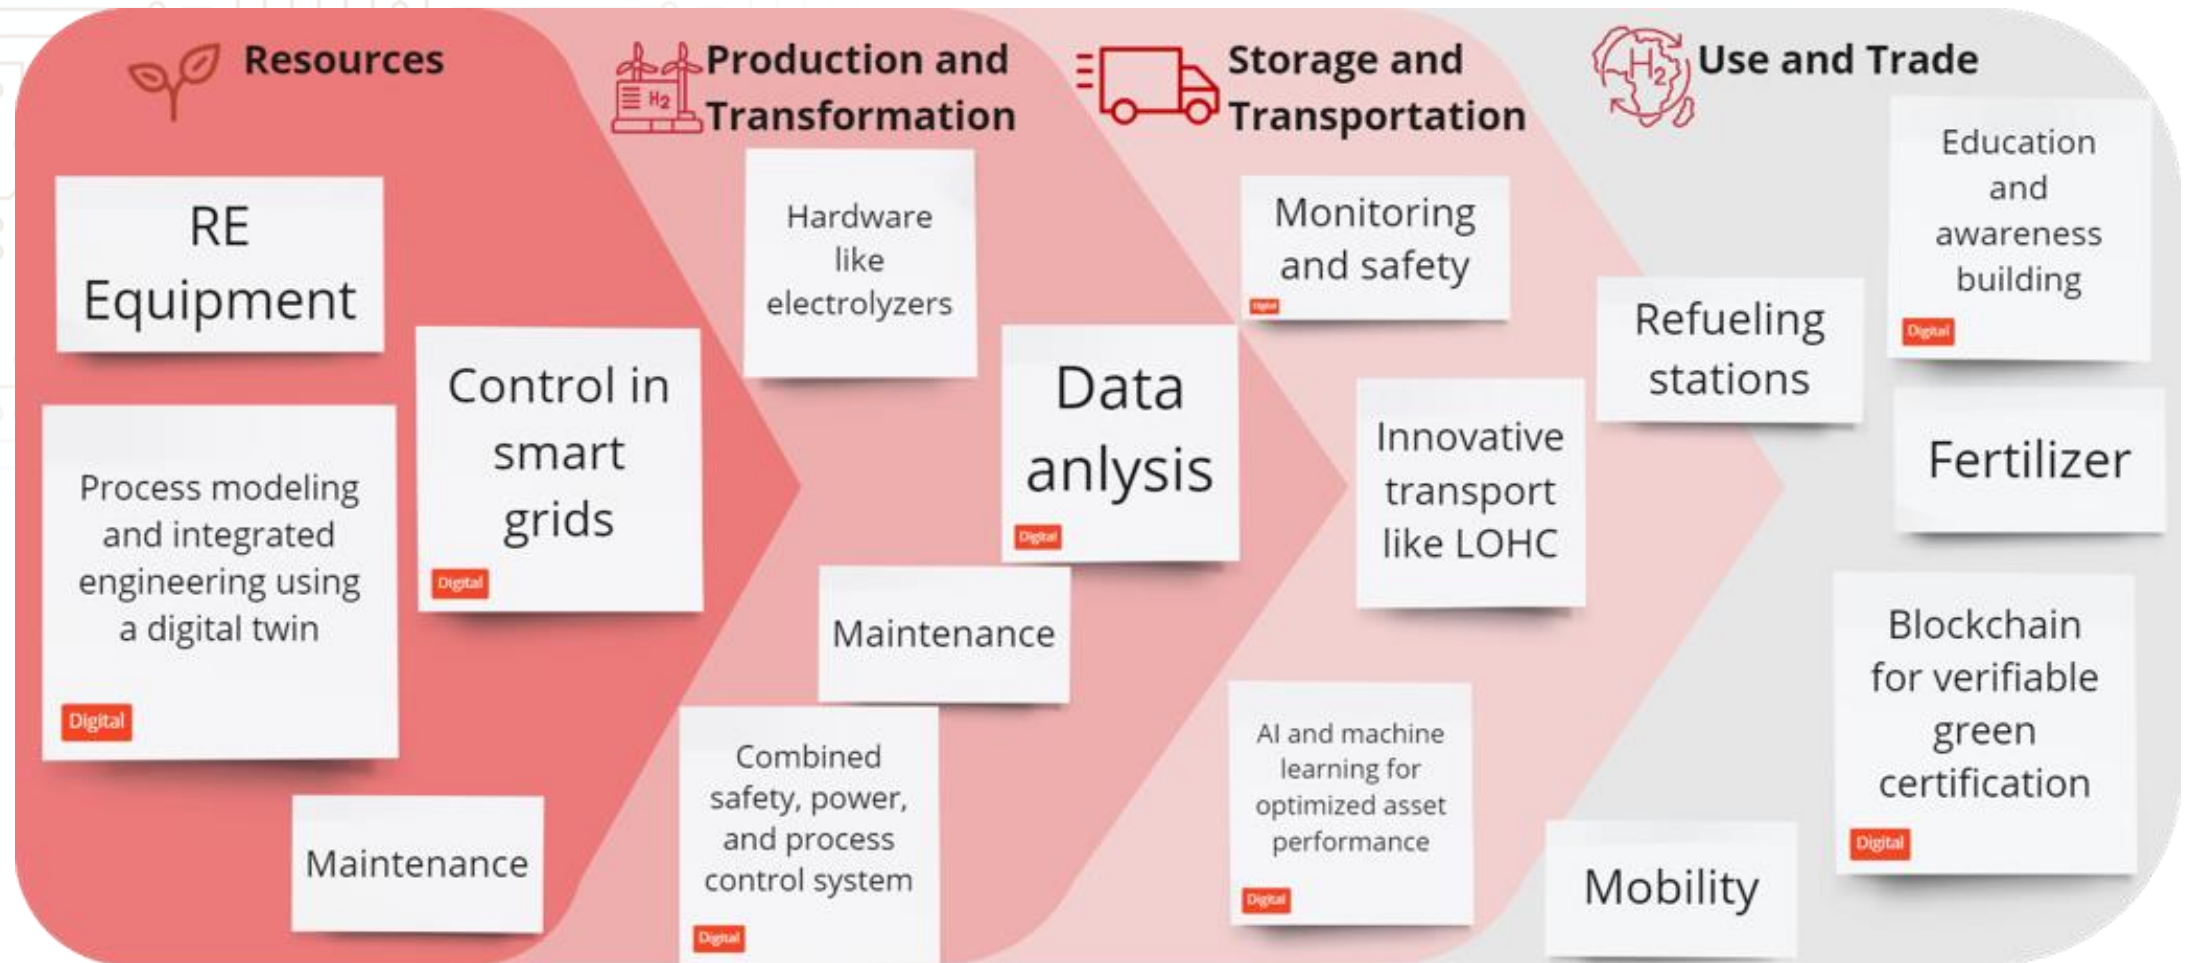 Resources
RE
Equipment
Control in
smart
grids
Digital
Process modeling
and integrated
engineering using
a digital twin
Digital
Maintenance
H2
Production and
Transformation
Hardware
like
electrolyzers
Data
anlysis
Digital
Maintenance
Combined
safety, power,
and process
control system
Digital
Storage and
Transportation
Monitoring
and safety
Digital
Innovative
transport
like LOHC
AI and machine
learning for
optimized asset
performance
Digital
H2
Use and Trade
Education
and
awareness
building
Digital
Refueling
stations
Fertilizer
Blockchain
for verifiable
green
certification
Digital
Mobility